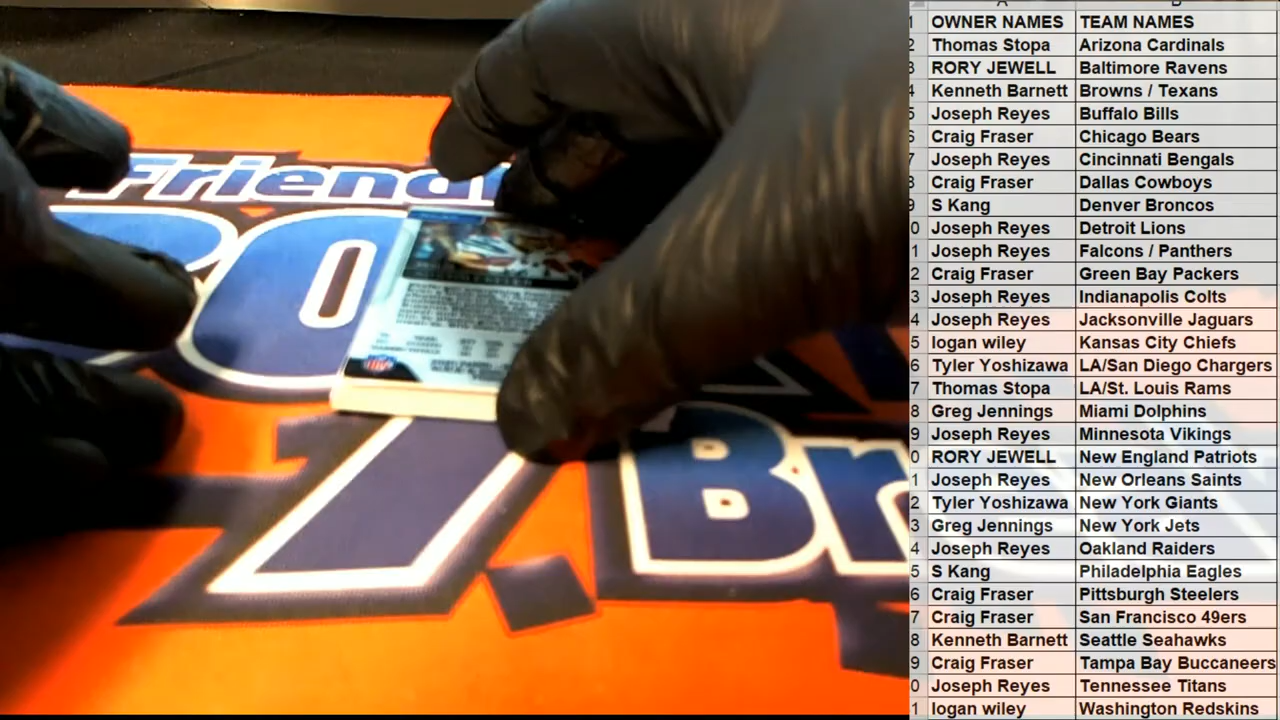 OWNER NAMES TEAM NAMES
Thomas Stopa Arizona Cardinals
RORY JEWELL Baltimore Ravens
Kenneth Barnett Browns / Texans
Joseph Reyes Buffalo Bills
Craig Fraser Chicago Bears
Joseph Reyes Cincinnati Bengals
Craig Fraser Dallas Cowboys
S Kang Denver Broncos
Joseph Reyes Detroit Lions
Joseph Reyes Falcons / Panthers
Craig Fraser Green Bay Packers
Joseph Reyes Indianapolis Colts
Joseph Reyes Jacksonville Jaguars
logan wiley Kansas City Chiefs
Tyler Yoshizawa LA/San Diego Chargers
Thomas Stopa LA/St. Louis Rams
Greg Jennings Miami Dolphins
Joseph Reyes Minnesota Vikings
RORY JEWELL New England Patriots
Joseph Reyes New Orleans Saints
Tyler Yoshizawa New York Giants
Greg Jennings New York Jets
Joseph Reyes Oakland Raiders
S Kang Philadelphia Eagles
Craig Fraser Pittsburgh Steelers
Craig Fraser San Francisco 49ers
Kenneth Barnett Seattle Seahawks
Craig Fraser Tampa Bay Buccaneers
Joseph Reyes Tennessee Titans
logan wiley Washington Redskins
Friend
Br